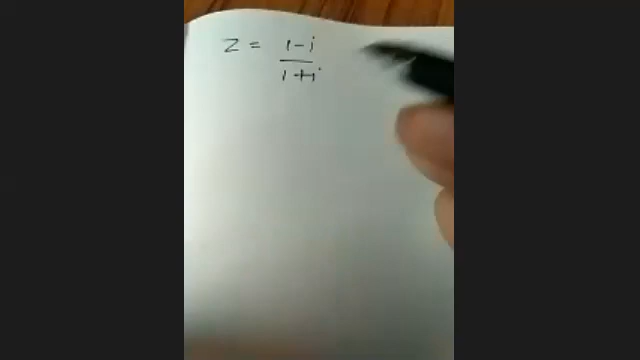 z = 1-i
1+i